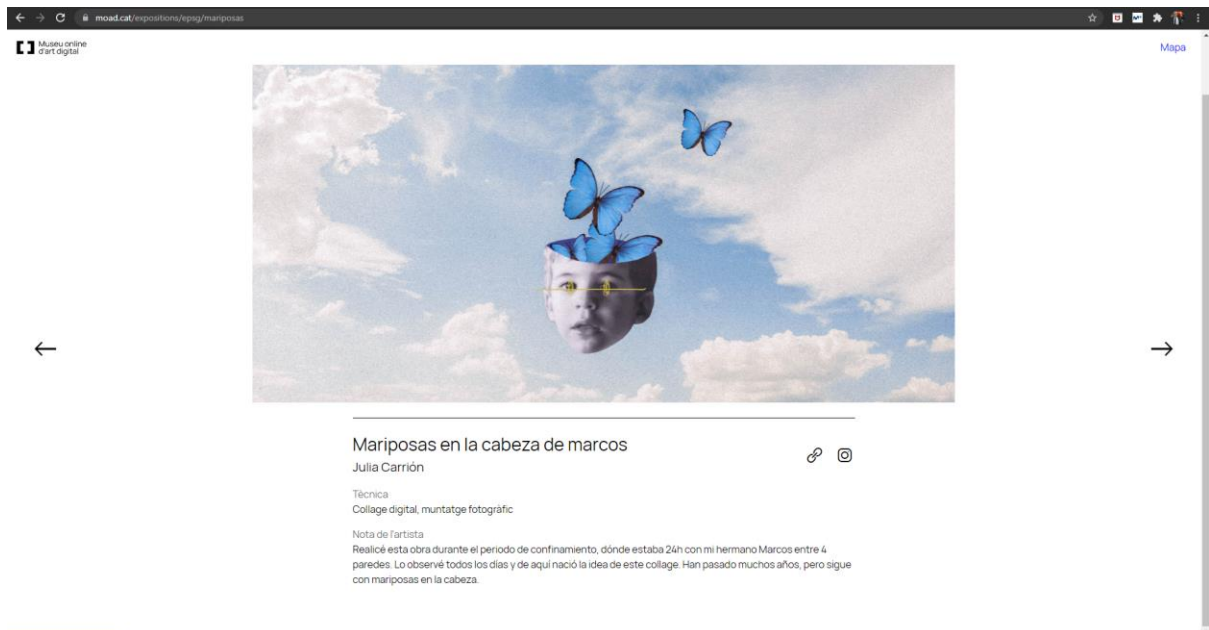 moad.cat/expositions/epsg/mariposas
Museu online
d'art digital
Mapa
Mariposas en la cabeza de marcos
Julia Carrión
Tècnica
Collage digital, muntatge fotogràfic
Nota de l'artista
Realicé esta obra durante el periodo de confinamiento, dónde estaba 24h con mi hermano Marcos entre 4
paredes. Lo observé todos los días y de aquí nació la idea de este collage. Han pasado muchos años, pero sigue
con mariposas en la cabeza.